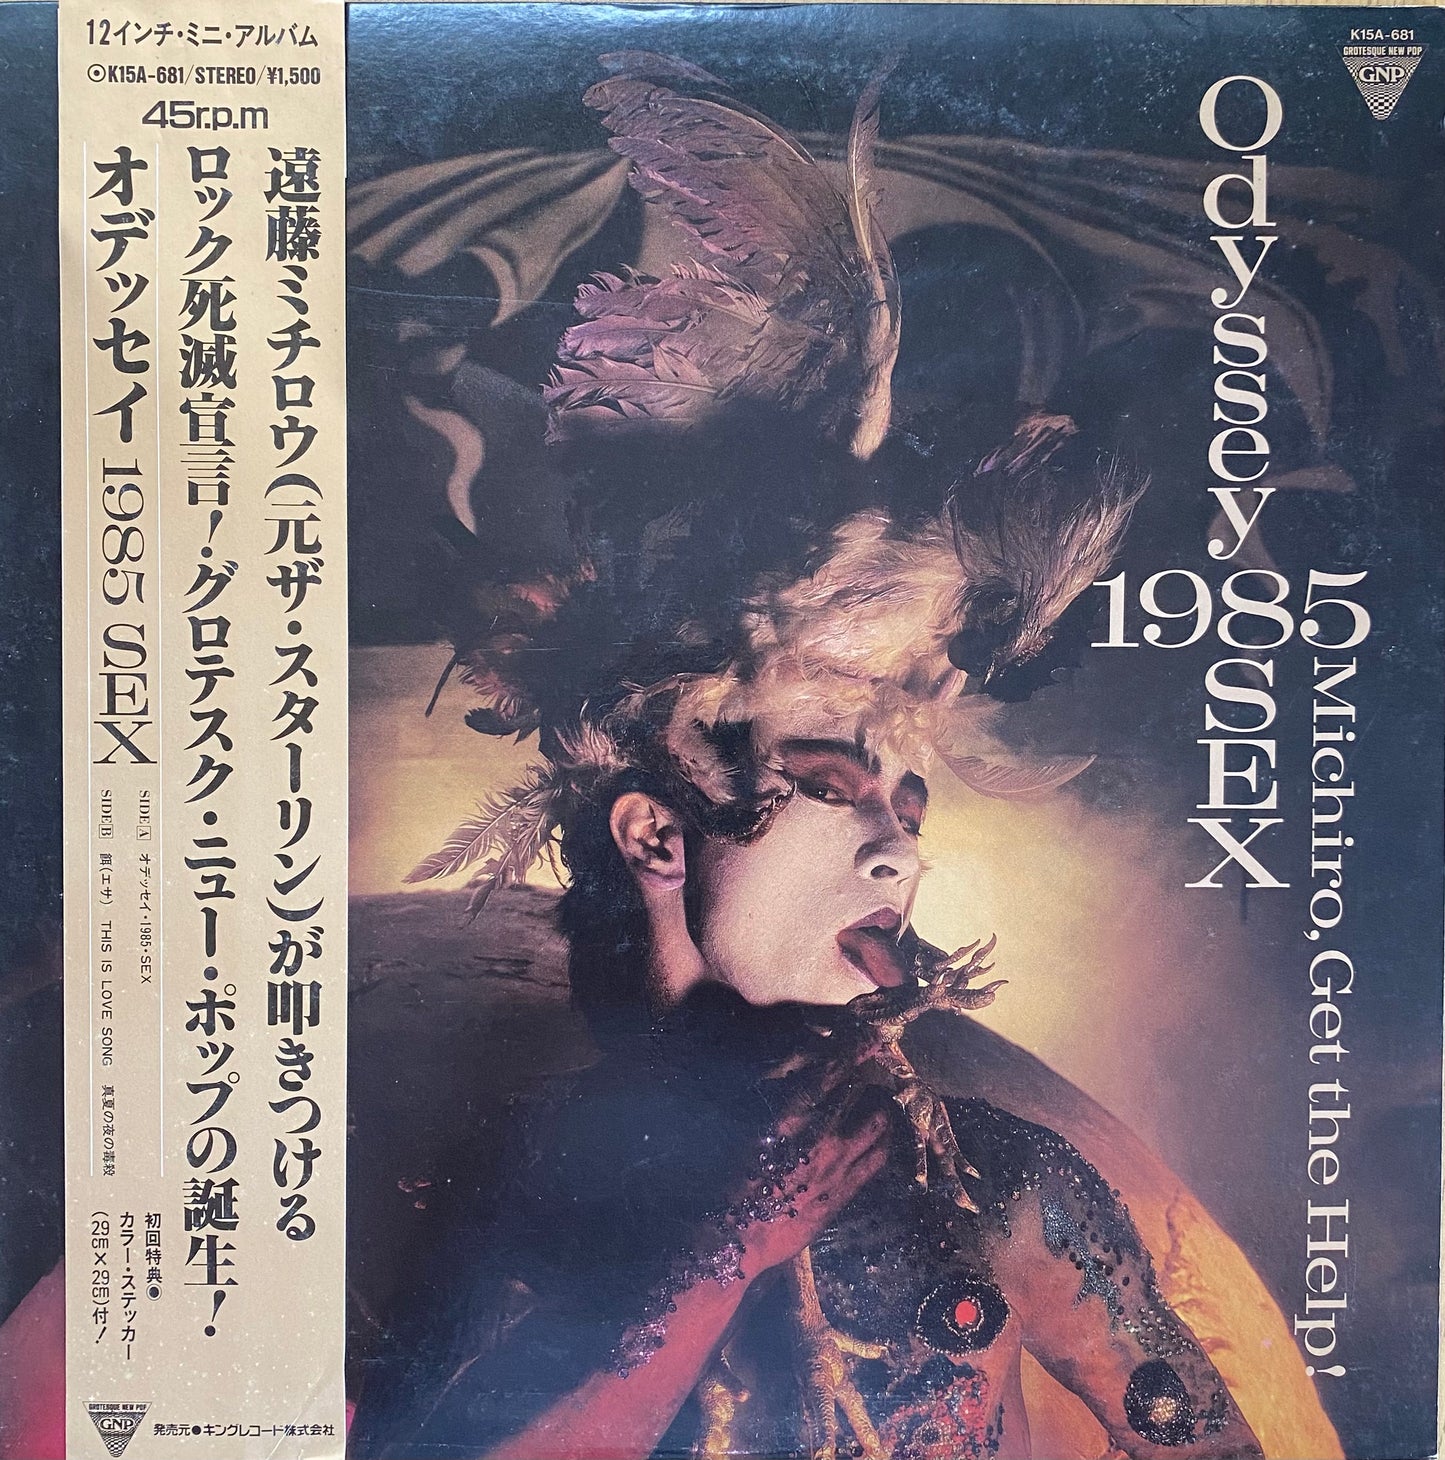 12インチ・ミニ・アルバム
K15A-681/STEREO/¥1,500
45r.p.m
遠藤ミチロウ(元ザ・スターリン)が叩きつける
ロック死滅宣言!・グロテスク・ニュー・ポップの誕生!
オデッセイ 1985 SEX
SIDE A オデッセイ・1985・SEX
SIDE B 餌(エサ) THIS IS LOVE SONG 真夏の夜の毒殺
初回特典●
カラー・ステッカー
(29cm×29cm)付!
GROTESQUE NEW POP
GNP
発売元●キングレコード株式会社
K15A-681
GROTESQUE NEW POP
GNP
Odyssey
1985
SEX
Michiro, Get the Help!